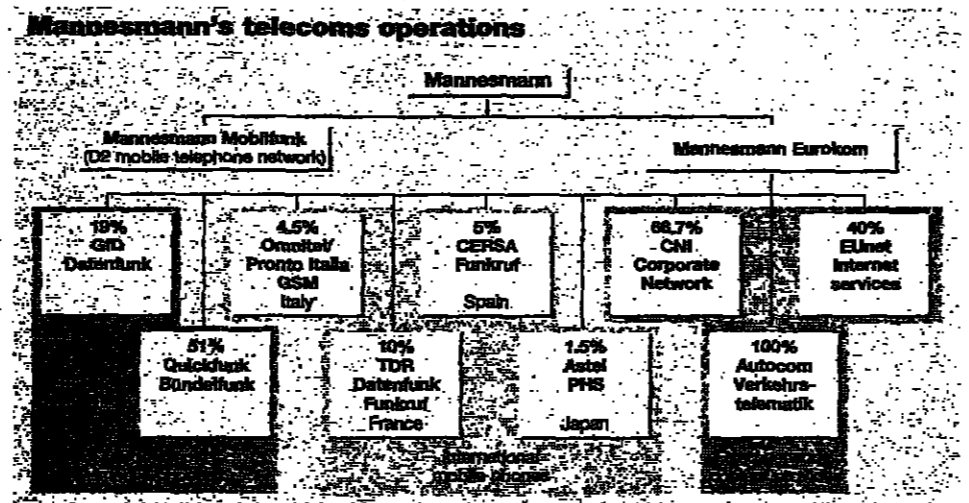 Mannesmann's telecoms operations
Mannesmann
Mannesmann Mobilfunk
(D2 mobile telephone network)
Mannesmann Eurokom
19%
GfD
Datenfunk
4.5%
Omnitel/
Pronto Italia
GSM
Italy
5%
CERSA
Funkruf
Spain
66.7%
CNI
Corporate
Network
40%
EUnet
Internet
services
51%
Quickfunk
Bündelfunk
10%
TDR
Datenfunk
Funkruf
France
1.5%
Astel
PHS
Japan
100%
Autocom
Verkehrs-
telematik
International
mobile phones